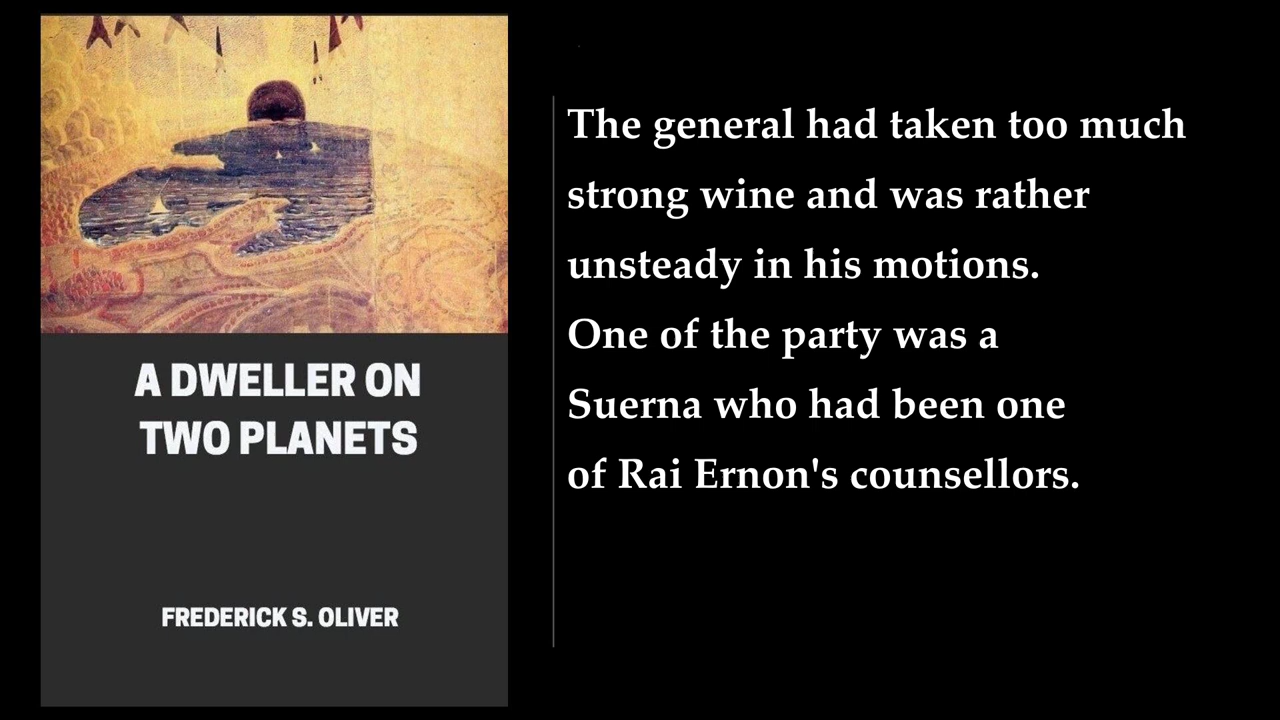 A DWELLER ON
TWO PLANETS
FREDERICK S. OLIVER
The general had taken too much
strong wine and was rather
unsteady in his motions.
One of the party was a
Suerna who had been one
of Rai Ernon's counsellors.